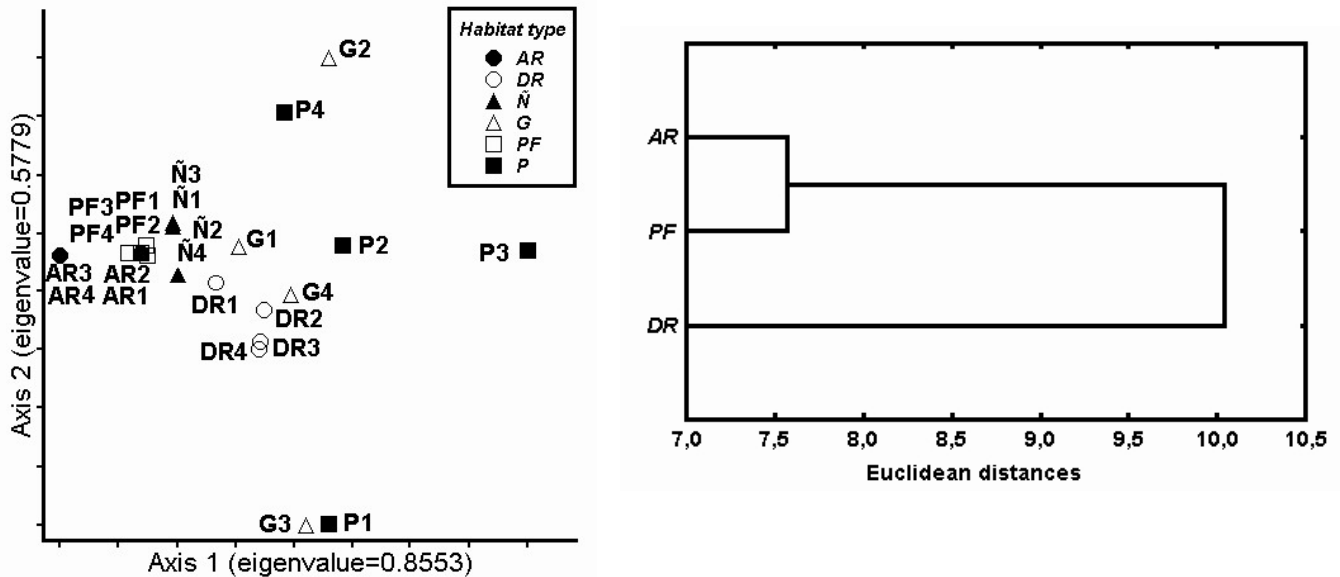 G2
P4
Habitat type
AR
DR
Ñ
G
PF
P
Ñ3
PF3 PF1 Ñ1
PF4 PF2 Ñ2
Ñ4 G1 P2 P3
AR3 AR2
AR4 AR1
DR1 G4
DR2
DR4 DR3
G3 P1
Axis 2 (eigenvalue=0.5779)
Axis 1 (eigenvalue=0.8553)
AR
PF
DR
7,0 7,5 8,0 8,5 9,0 9,5 10,0 10,5
Euclidean distances